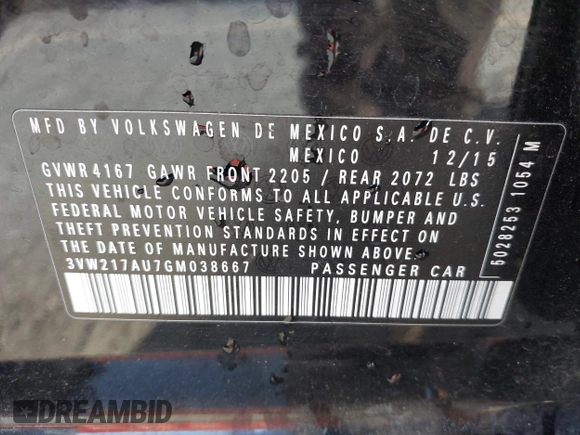 MFD BY VOLKSWAGEN DE MEXICO S.A. DE C.V.
MEXICO 12/15
GVWR 4167 GAWR FRONT 2205 / REAR 2072 LBS
THIS VEHICLE CONFORMS TO ALL APPLICABLE U.S.
FEDERAL MOTOR VEHICLE SAFETY, BUMPER AND
THEFT PREVENTION STANDARDS IN EFFECT ON
THE DATE OF MANUFACTURE SHOWN ABOVE.
3VW217AU7GM038667 PASSENGER CAR
5028253 1054 M
DREAMBID